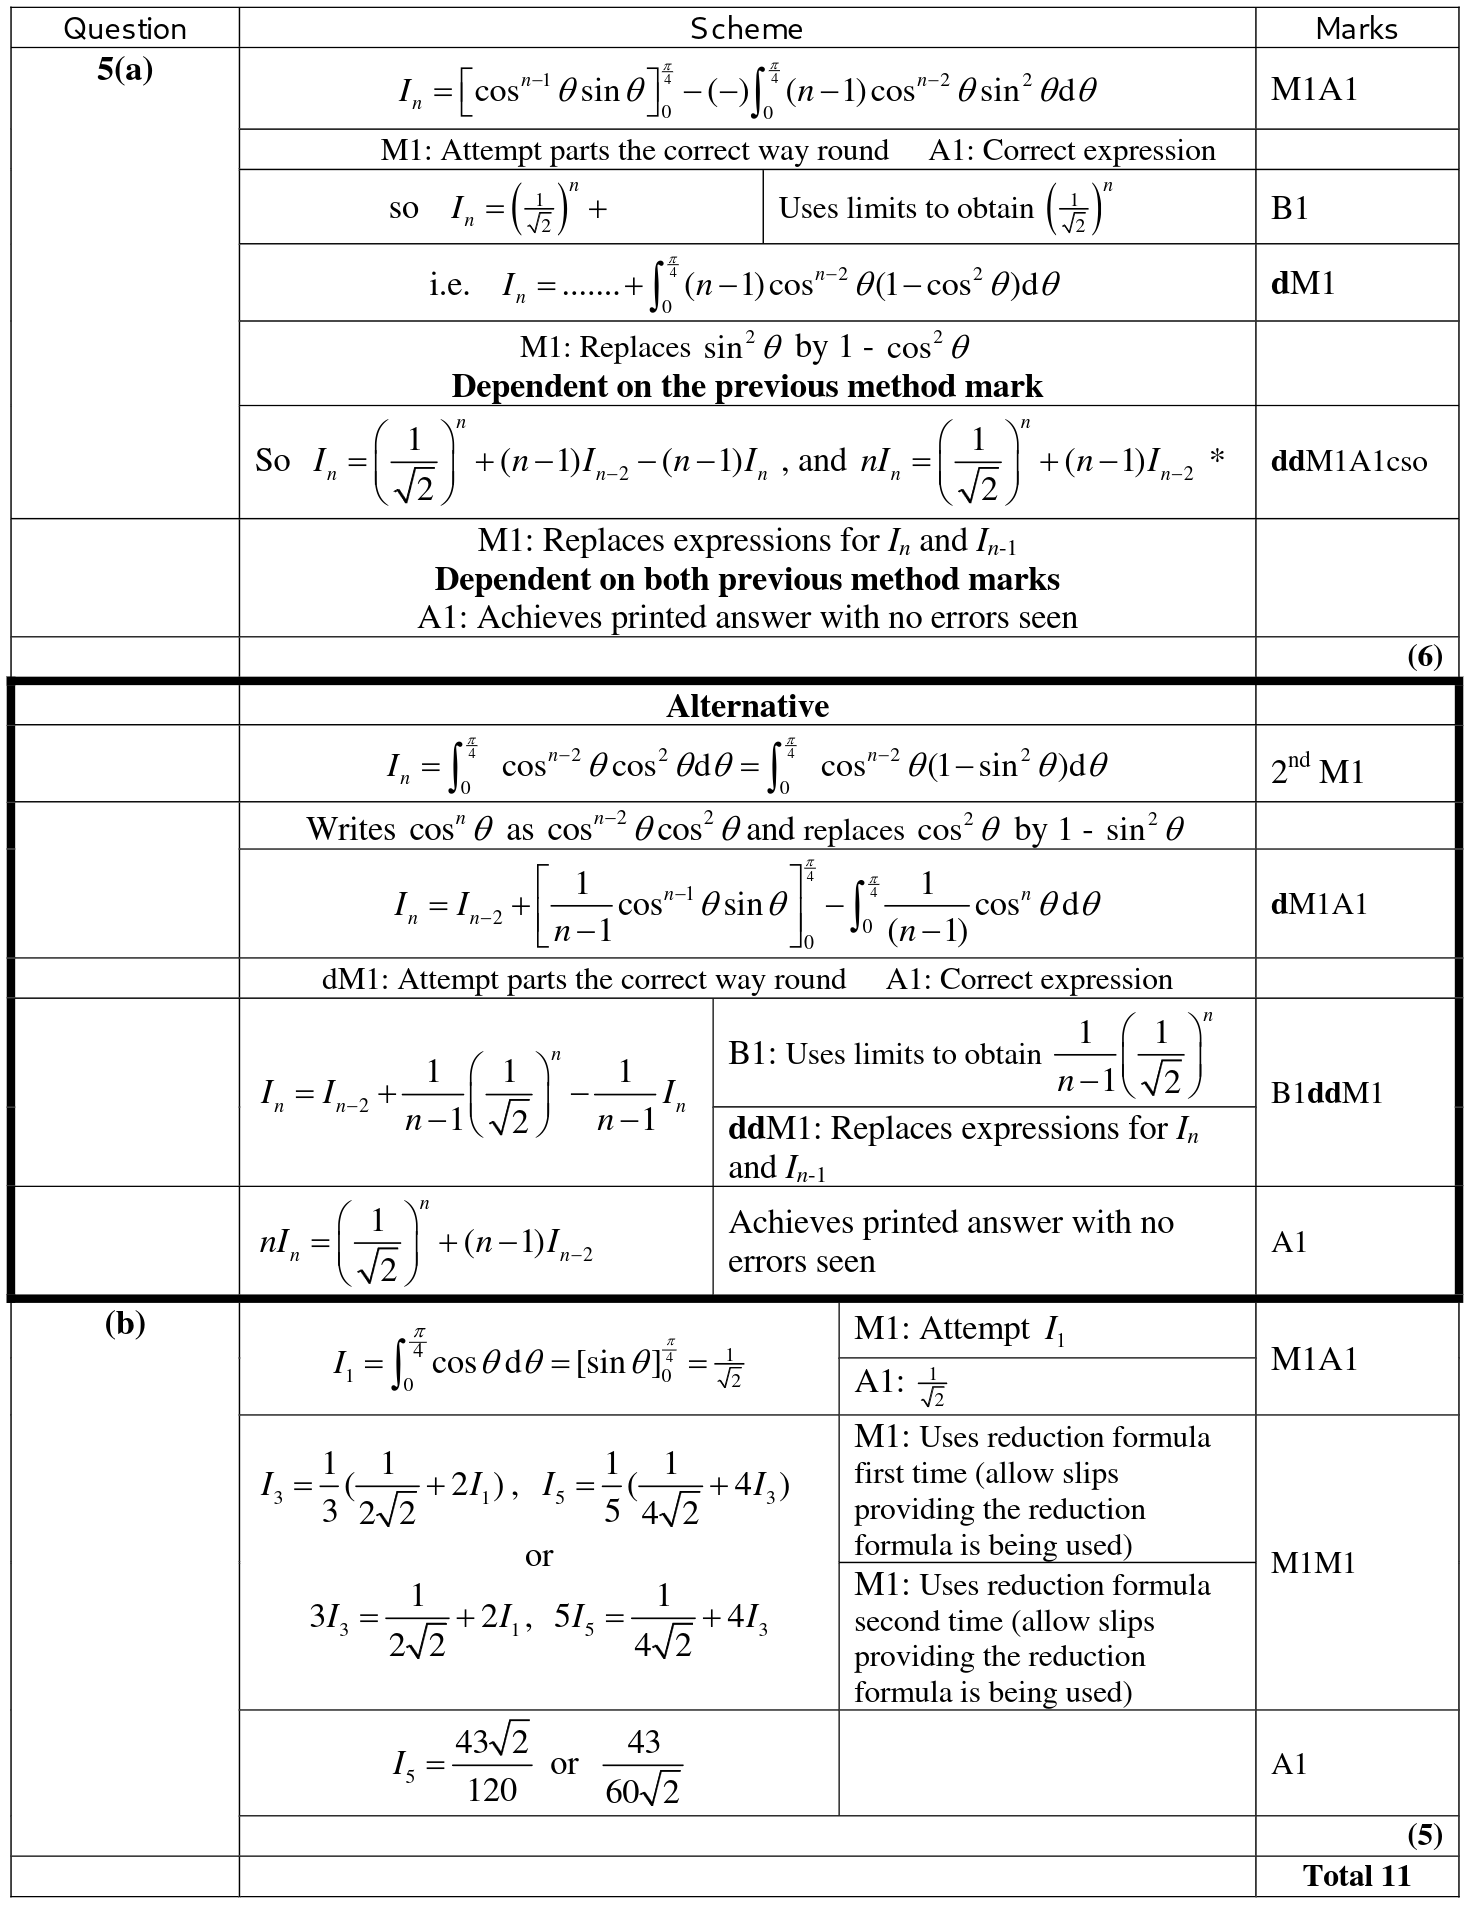 Question Scheme Marks
5(a) $I_n = \left[\cos^{n-1}\theta\sin\theta\right]_0^{\frac{\pi}{4}} - (-)\int_0^{\frac{\pi}{4}}(n-1)\cos^{n-2}\theta\sin^2\theta\mathrm{d}\theta$ M1A1
M1: Attempt parts the correct way round A1: Correct expression
so $I_n = \left(\frac{1}{\sqrt{2}}\right)^n +$ Uses limits to obtain $\left(\frac{1}{\sqrt{2}}\right)^n$ B1
i.e. $I_n = ....... + \int_0^{\frac{\pi}{4}}(n-1)\cos^{n-2}\theta(1-\cos^2\theta)\mathrm{d}\theta$ dM1
M1: Replaces $\sin^2\theta$ by 1 - $\cos^2\theta$
Dependent on the previous method mark
So $I_n = \left(\frac{1}{\sqrt{2}}\right)^n + (n-1)I_{n-2} - (n-1)I_n$ , and $nI_n = \left(\frac{1}{\sqrt{2}}\right)^n + (n-1)I_{n-2}$ * ddM1A1cso
M1: Replaces expressions for $I_n$ and $I_{n-1}$
Dependent on both previous method marks
A1: Achieves printed answer with no errors seen
(6)
Alternative
$I_n = \int_0^{\frac{\pi}{4}} \cos^{n-2}\theta\cos^2\theta\mathrm{d}\theta = \int_0^{\frac{\pi}{4}} \cos^{n-2}\theta(1-\sin^2\theta)\mathrm{d}\theta$ 2nd M1
Writes $\cos^n\theta$ as $\cos^{n-2}\theta\cos^2\theta$ and replaces $\cos^2\theta$ by 1 - $\sin^2\theta$
$I_n = I_{n-2} + \left[\frac{1}{n-1}\cos^{n-1}\theta\sin\theta\right]_0^{\frac{\pi}{4}} - \int_0^{\frac{\pi}{4}}\frac{1}{(n-1)}\cos^n\theta\,\mathrm{d}\theta$ dM1A1
dM1: Attempt parts the correct way round A1: Correct expression
$I_n = I_{n-2} + \frac{1}{n-1}\left(\frac{1}{\sqrt{2}}\right)^n - \frac{1}{n-1}I_n$ B1: Uses limits to obtain $\frac{1}{n-1}\left(\frac{1}{\sqrt{2}}\right)^n$ B1ddM1
ddM1: Replaces expressions for $I_n$
and $I_{n-1}$
$nI_n = \left(\frac{1}{\sqrt{2}}\right)^n + (n-1)I_{n-2}$ Achieves printed answer with no A1
errors seen
(b) $I_1 = \int_0^{\frac{\pi}{4}}\cos\theta\,\mathrm{d}\theta = [\sin\theta]_0^{\frac{\pi}{4}} = \frac{1}{\sqrt{2}}$ M1: Attempt $I_1$ M1A1
A1: $\frac{1}{\sqrt{2}}$
$I_3 = \frac{1}{3}(\frac{1}{2\sqrt{2}} + 2I_1)$ , $I_5 = \frac{1}{5}(\frac{1}{4\sqrt{2}} + 4I_3)$
or
$3I_3 = \frac{1}{2\sqrt{2}} + 2I_1$, $5I_5 = \frac{1}{4\sqrt{2}} + 4I_3$
M1: Uses reduction formula
first time (allow slips
providing the reduction
formula is being used)
M1: Uses reduction formula
second time (allow slips
providing the reduction
formula is being used)
M1M1
$I_5 = \frac{43\sqrt{2}}{120}$ or $\frac{43}{60\sqrt{2}}$ A1
(5)
Total 11